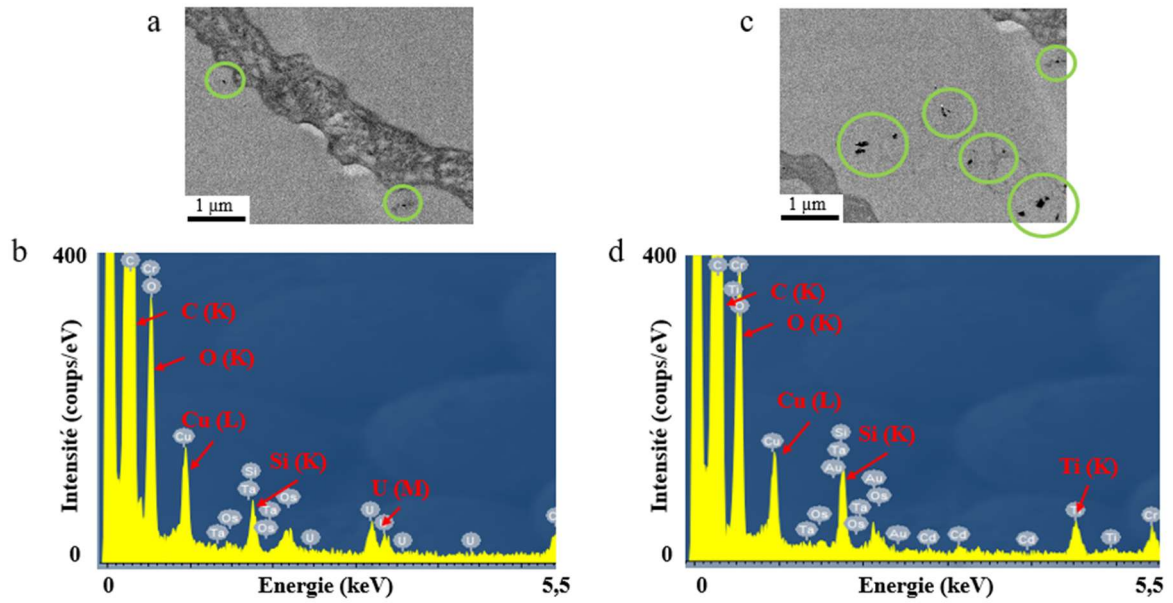 a
c
1 µm
1 µm
b
400
C
Cr
O
C (K)
O (K)
Cu (L)
Cu
Si
Ta
Si (K)
Os
Ta
Os
Ta
Os
U
U (M)
U
U
U
Intensité (coups/eV)
0
0
Energie (keV)
5,5
d
400
C
Cr
Ti
O
C (K)
O (K)
Cu (L)
Cu
Si
Ta
Au
Si (K)
Au
Os
Ta
Os
Ta
Os
Au
Cd
Cd
Cd
Ti (K)
Ti
Cr
Intensité (coups/eV)
0
0
Energie (keV)
5,5